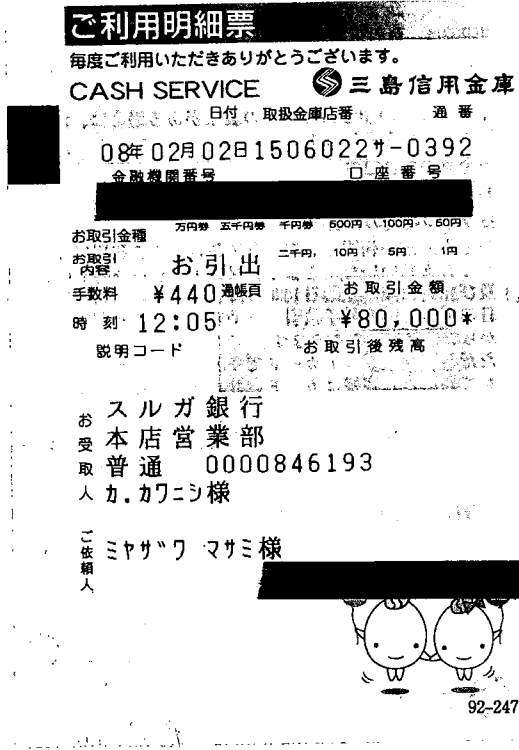 ご利用明細票
毎度ご利用いただきありがとうございます。
CASH SERVICE 三島信用金庫
日付 取扱金庫店番 通番
08年02月02日1506022サ-0392
金融機関番号 口座番号
万円券 五千円券 千円券 500円 100円 50円
お取引金種
二千円 10円 5円 1円
お取引内容 お引出
手数料 ¥440 通帳頁 お取引金額
時刻 12:05 ¥80,000*
説明コード お取引後残高
お受取人
スルガ銀行
本店営業部
普通 0000846193
カ.カワニシ様
ご依頼人
ミヤザワ マサミ様
92-247